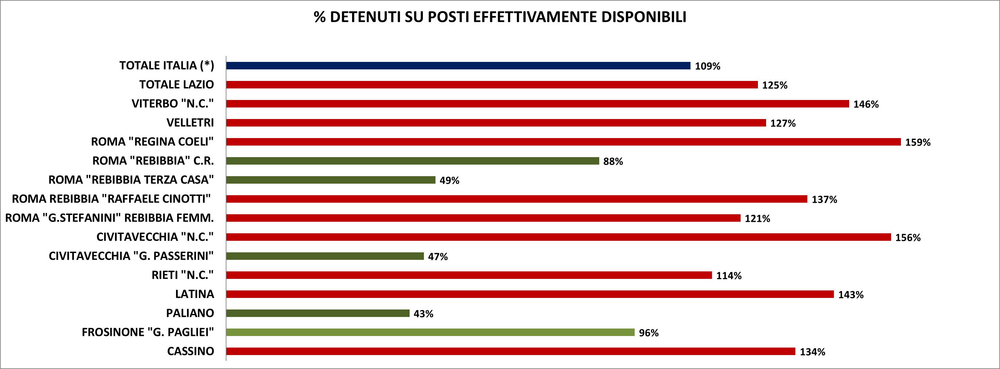 % DETENUTI SU POSTI EFFETTIVAMENTE DISPONIBILI
TOTALE ITALIA (*) 109%
TOTALE LAZIO 125%
VITERBO "N.C." 146%
VELLETRI 127%
ROMA "REGINA COELI" 159%
ROMA "REBIBBIA" C.R. 88%
ROMA "REBIBBIA TERZA CASA" 49%
ROMA REBIBBIA "RAFFAELE CINOTTI" 137%
ROMA "G.STEFANINI" REBIBBIA FEMM. 121%
CIVITAVECCHIA "N.C." 156%
CIVITAVECCHIA "G. PASSERINI" 47%
RIETI "N.C." 114%
LATINA 143%
PALIANO 43%
FROSINONE "G. PAGLIEI" 96%
CASSINO 134%